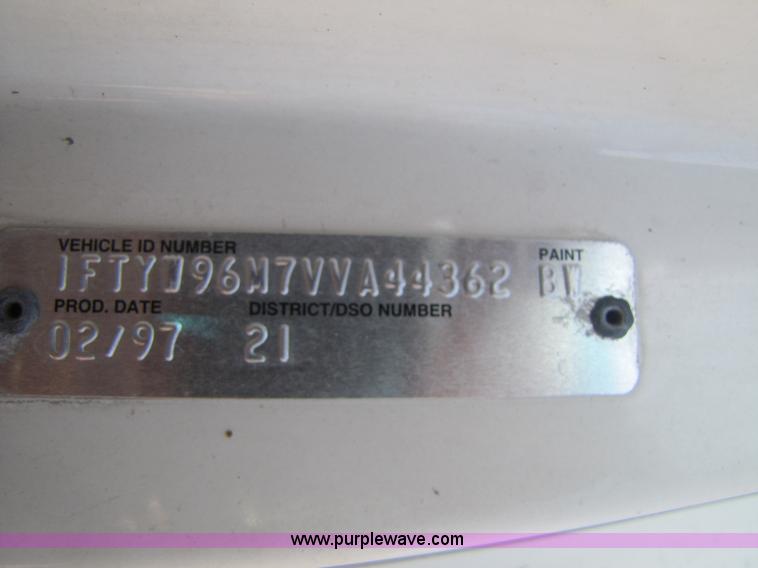 VEHICLE ID NUMBER PAINT
1FTYW96M7VVA44362 BW
PROD. DATE DISTRICT/DSO NUMBER
02/97 21
www.purplewave.com